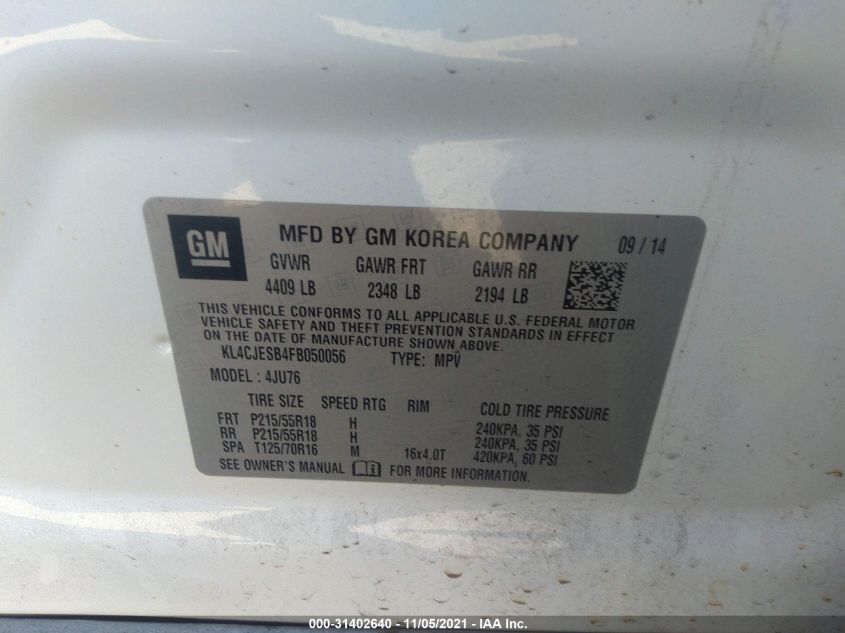 GM MFD BY GM KOREA COMPANY 09 / 14
GVWR GAWR FRT GAWR RR
4409 LB 2348 LB 2194 LB
THIS VEHICLE CONFORMS TO ALL APPLICABLE U.S. FEDERAL MOTOR
VEHICLE SAFETY AND THEFT PREVENTION STANDARDS IN EFFECT
ON THE DATE OF MANUFACTURE SHOWN ABOVE.
KL4CJESB4FB050056 TYPE: MPV
MODEL : 4JU76
TIRE SIZE SPEED RTG RIM COLD TIRE PRESSURE
FRT P215/55R18 H 240KPA, 35 PSI
RR P215/55R18 H 240KPA, 35 PSI
SPA T125/70R16 M 16x4.0T 420KPA, 60 PSI
SEE OWNER'S MANUAL FOR MORE INFORMATION.
000-31402640 - 11/05/2021 - IAA Inc.